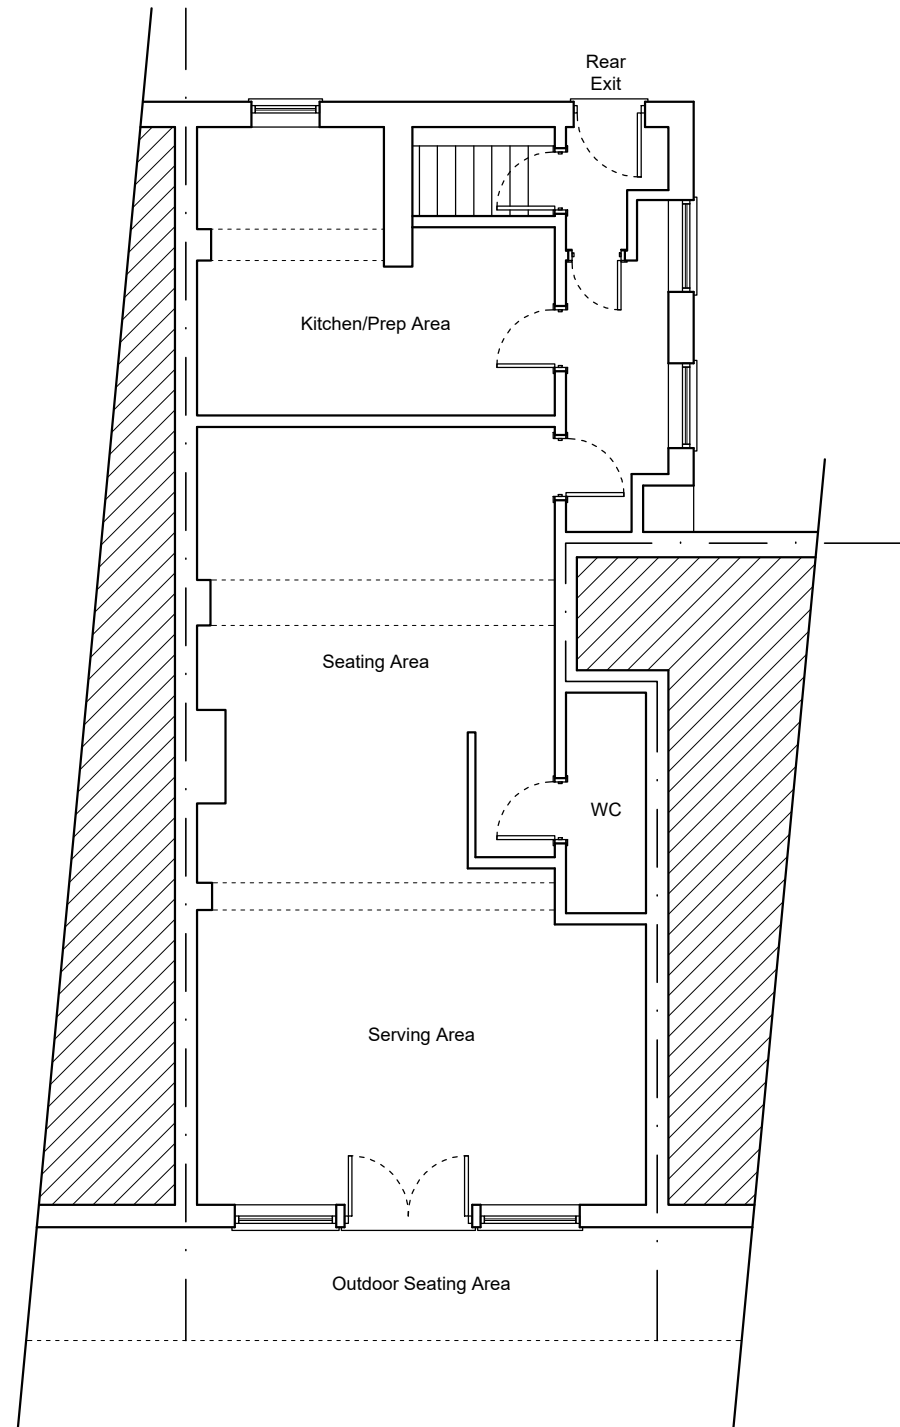 Rear
Exit
Kitchen/Prep Area
Seating Area
WC
Serving Area
Outdoor Seating Area